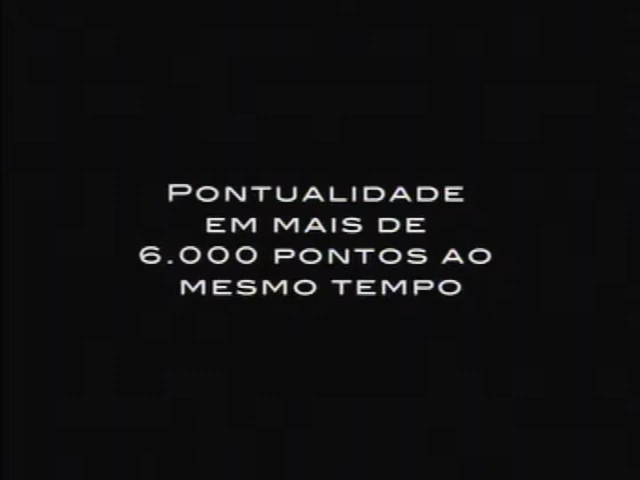 PONTUALIDADE
EM MAIS DE
6.000 PONTOS AO
MESMO TEMPO